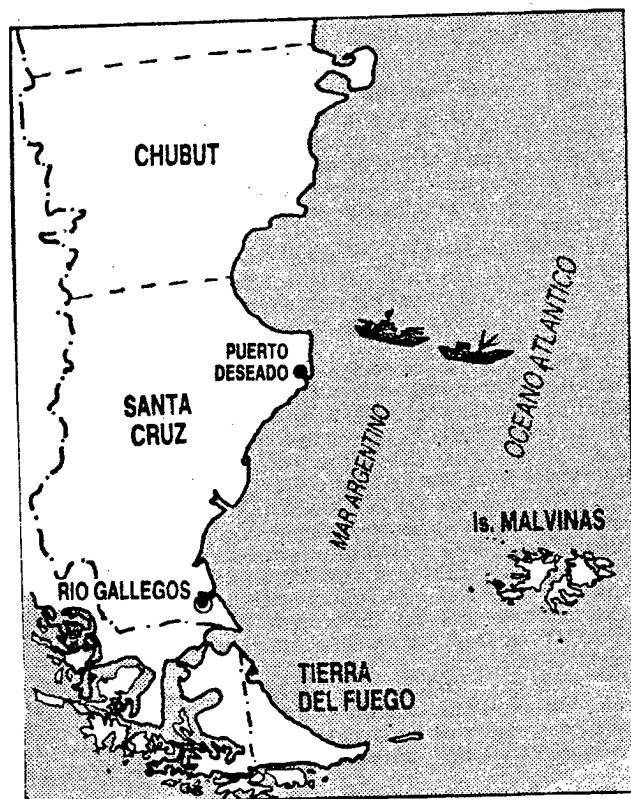 CHUBUT
PUERTO
DESEADO
SANTA
CRUZ
MAR ARGENTINO
OCEANO ATLANTICO
Is. MALVINAS
RIO GALLEGOS
TIERRA
DEL FUEGO